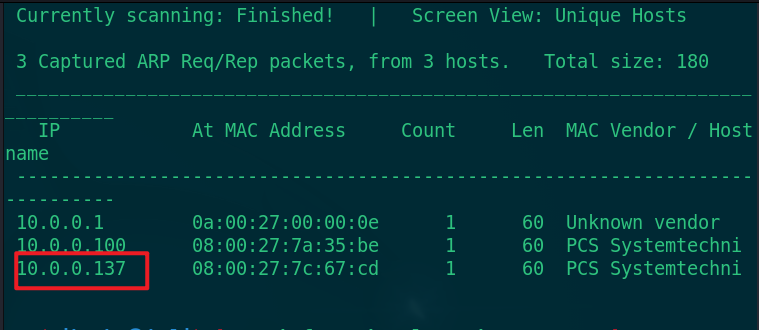 Currently scanning: Finished!   |   Screen View: Unique Hosts
3 Captured ARP Req/Rep packets, from 3 hosts.   Total size: 180
_____________________________________________________________________________
IP            At MAC Address     Count     Len  MAC Vendor / Host
name
-----------------------------------------------------------------------------
10.0.0.1        0a:00:27:00:00:0e      1      60  Unknown vendor
10.0.0.100      08:00:27:7a:35:be      1      60  PCS Systemtechni
10.0.0.137      08:00:27:7c:67:cd      1      60  PCS Systemtechni